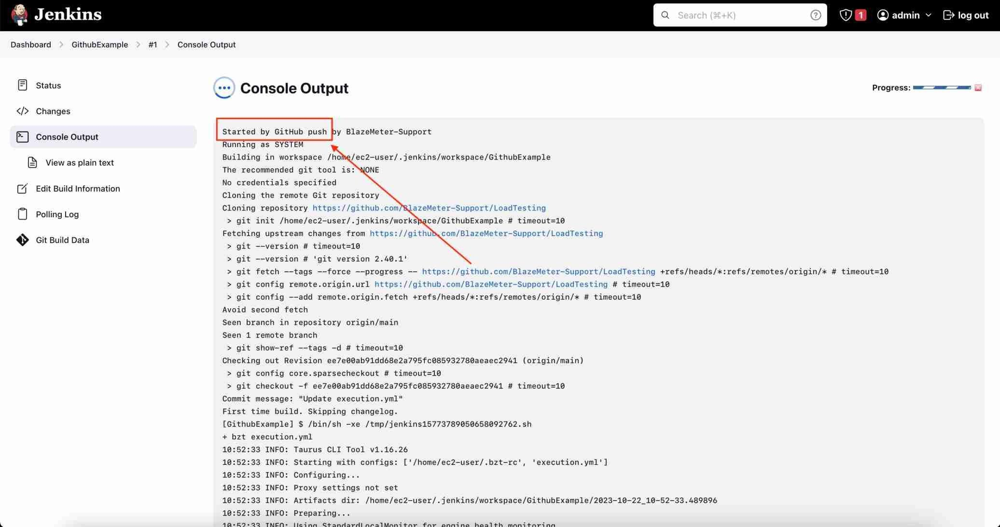 Jenkins
Search (⌘+K)
1
admin
log out
Dashboard > GithubExample > #1 > Console Output
Status
Changes
Console Output
View as plain text
Edit Build Information
Polling Log
Git Build Data
Console Output
Progress:
Started by GitHub push by BlazeMeter-Support
Running as SYSTEM
Building in workspace /home/ec2-user/.jenkins/workspace/GithubExample
The recommended git tool is: NONE
No credentials specified
Cloning the remote Git repository
Cloning repository https://github.com/BlazeMeter-Support/LoadTesting
 > git init /home/ec2-user/.jenkins/workspace/GithubExample # timeout=10
Fetching upstream changes from https://github.com/BlazeMeter-Support/LoadTesting
 > git --version # timeout=10
 > git --version # 'git version 2.40.1'
 > git fetch --tags --force --progress -- https://github.com/BlazeMeter-Support/LoadTesting +refs/heads/*:refs/remotes/origin/* # timeout=10
 > git config remote.origin.url https://github.com/BlazeMeter-Support/LoadTesting # timeout=10
 > git config --add remote.origin.fetch +refs/heads/*:refs/remotes/origin/* # timeout=10
Avoid second fetch
Seen branch in repository origin/main
Seen 1 remote branch
 > git show-ref --tags -d # timeout=10
Checking out Revision ee7e00ab91dd68e2a795fc085932780aeaec2941 (origin/main)
 > git config core.sparsecheckout # timeout=10
 > git checkout -f ee7e00ab91dd68e2a795fc085932780aeaec2941 # timeout=10
Commit message: "Update execution.yml"
First time build. Skipping changelog.
[GithubExample] $ /bin/sh -xe /tmp/jenkins15773789050658092762.sh
+ bzt execution.yml
10:52:33 INFO: Taurus CLI Tool v1.16.26
10:52:33 INFO: Starting with configs: ['/home/ec2-user/.bzt-rc', 'execution.yml']
10:52:33 INFO: Configuring...
10:52:33 INFO: Proxy settings not set
10:52:33 INFO: Artifacts dir: /home/ec2-user/.jenkins/workspace/GithubExample/2023-10-22_10-52-33.489896
10:52:33 INFO: Preparing...
10:52:33 INFO: Using StandardLocalMonitor for engine health monitoring